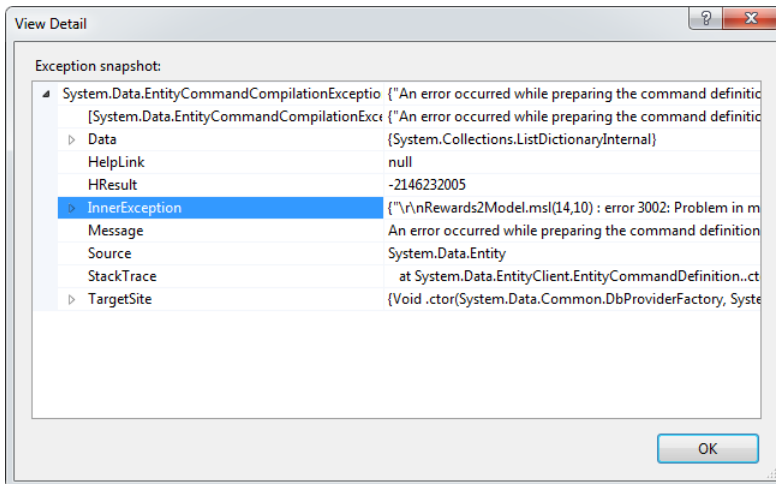 View Detail
Exception snapshot:
System.Data.EntityCommandCompilationExceptio {"An error occurred while preparing the command definitic
[System.Data.EntityCommandCompilationExce {"An error occurred while preparing the command definitic
Data {System.Collections.ListDictionaryInternal}
HelpLink null
HResult -2146232005
InnerException {"\r\nRewards2Model.msl(14,10) : error 3002: Problem in m
Message An error occurred while preparing the command definition
Source System.Data.Entity
StackTrace at System.Data.EntityClient.EntityCommandDefinition..ct
TargetSite {Void .ctor(System.Data.Common.DbProviderFactory, Syste
OK